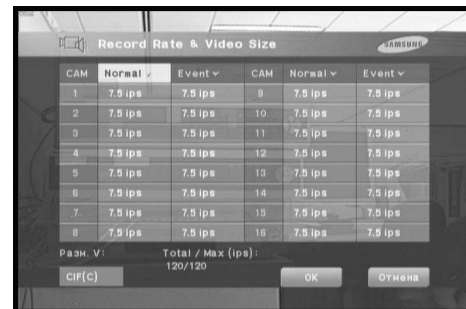 Record Rate & Video Size
SAMSUNG
CAM Normal Event CAM Normal Event
1 7.5 ips 7.5 ips 9 7.5 ips 7.5 ips
2 7.5 ips 7.5 ips 10 7.5 ips 7.5 ips
3 7.5 ips 7.5 ips 11 7.5 ips 7.5 ips
4 7.5 ips 7.5 ips 12 7.5 ips 7.5 ips
5 7.5 ips 7.5 ips 13 7.5 ips 7.5 ips
6 7.5 ips 7.5 ips 14 7.5 ips 7.5 ips
7 7.5 ips 7.5 ips 15 7.5 ips 7.5 ips
8 7.5 ips 7.5 ips 16 7.5 ips 7.5 ips
Разм. V: Total / Max (ips):
120/120
CIF(C) OK Отмена